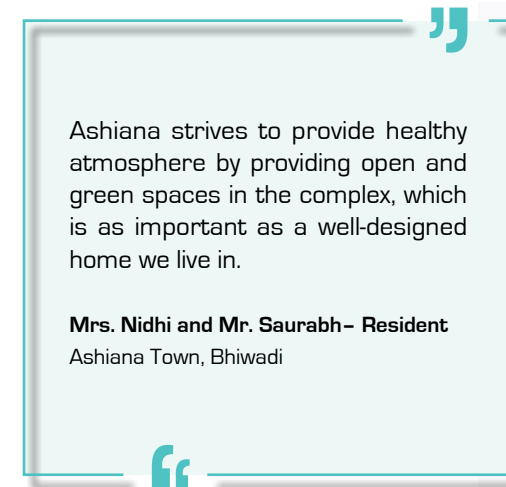 ”
Ashiana strives to provide healthy
atmosphere by providing open and
green spaces in the complex, which
is as important as a well-designed
home we live in.
Mrs. Nidhi and Mr. Saurabh– Resident
Ashiana Town, Bhiwadi
“